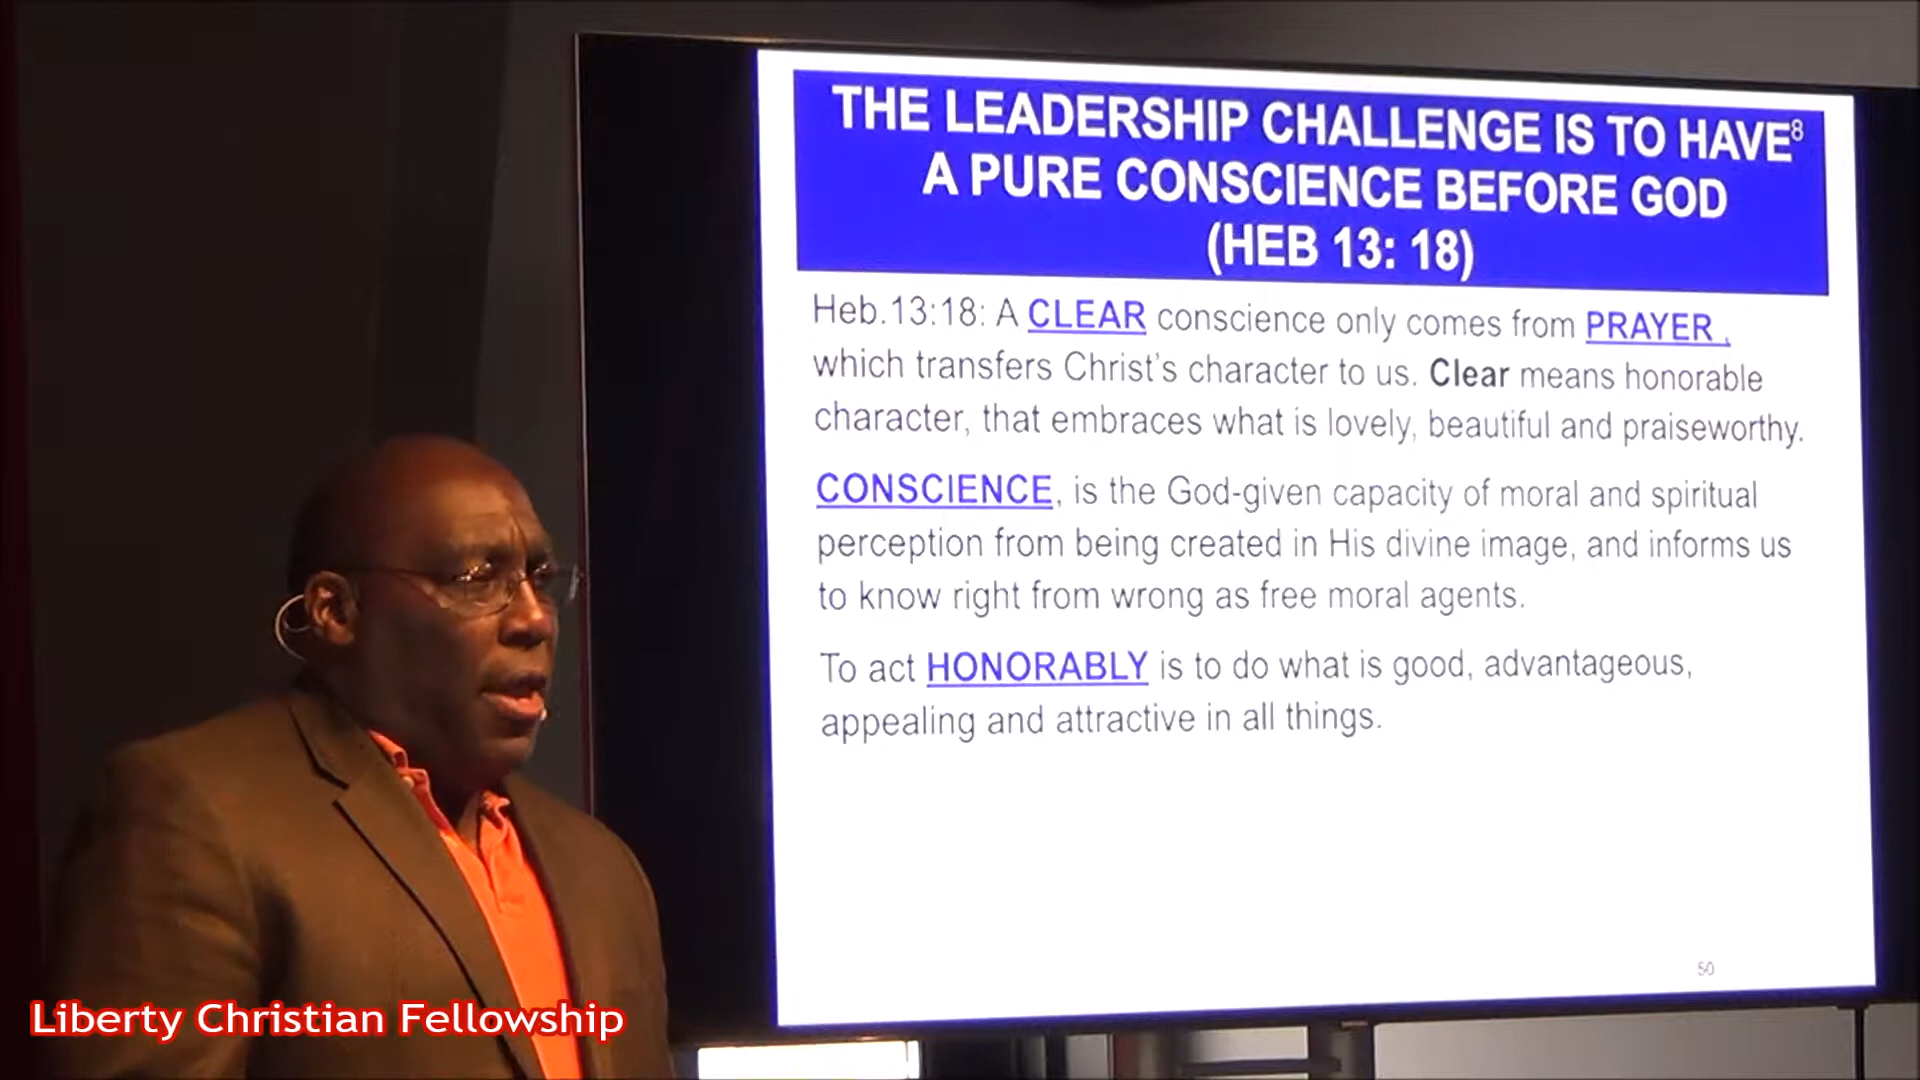 THE LEADERSHIP CHALLENGE IS TO HAVE8
A PURE CONSCIENCE BEFORE GOD
(HEB 13: 18)
Heb.13:18: A CLEAR conscience only comes from PRAYER ,
which transfers Christ's character to us. Clear means honorable
character, that embraces what is lovely, beautiful and praiseworthy.
CONSCIENCE, is the God-given capacity of moral and spiritual
perception from being created in His divine image, and informs us
to know right from wrong as free moral agents.
To act HONORABLY is to do what is good, advantageous,
appealing and attractive in all things.
50
Liberty Christian Fellowship